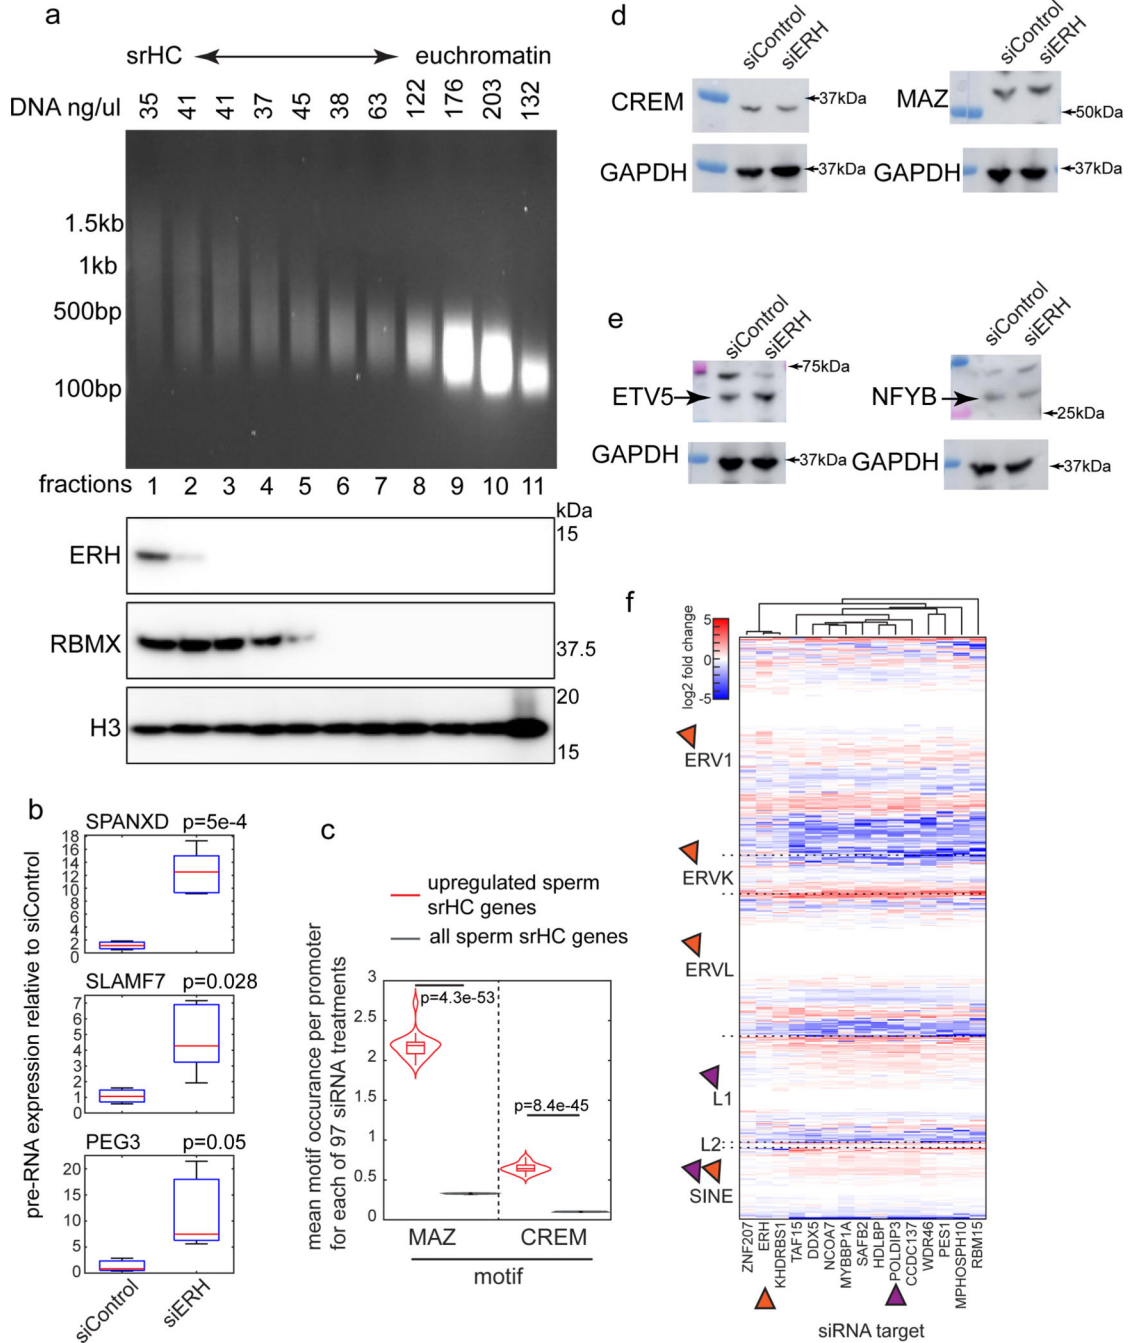 a
srHC euchromatin
DNA ng/ul 35 41 41 37 45 38 63 122 176 203 132
1.5kb
1kb
500bp
100bp
fractions 1 2 3 4 5 6 7 8 9 10 11
kDa
ERH 15
RBMX 37.5
H3 20
15
b
pre-RNA expression relative to siControl
SPANXD p=5e-4
18
16
14
12
10
8
6
4
2
0
SLAMF7 p=0.028
7
6
5
4
3
2
1
0
PEG3 p=0.05
20
15
10
5
0
siControl siERH
c
upregulated sperm
srHC genes
all sperm srHC genes
mean motif occurance per promoter
for each of 97 siRNA treatments
3
2.5
2
1.5
1
0.5
0
p=4.3e-53
p=8.4e-45
MAZ CREM
motif
d
siControl siERH
CREM 37kDa
GAPDH 37kDa
siControl siERH
MAZ 50kDa
GAPDH 37kDa
e
siControl siERH
75kDa
ETV5
GAPDH 37kDa
siControl siERH
NFYB
25kDa
GAPDH 37kDa
f
log2 fold change
5
0
-5
ERV1
ERVK
ERVL
L1
L2
SINE
ZNF207 ERH KHDRBS1 TAF15 DDX5 NCOA7 MYBBP1A SAFB2 HDLBP POLDIP3 CCDC137 WDR46 PES1 MPHOSPH10 RBM15
siRNA target